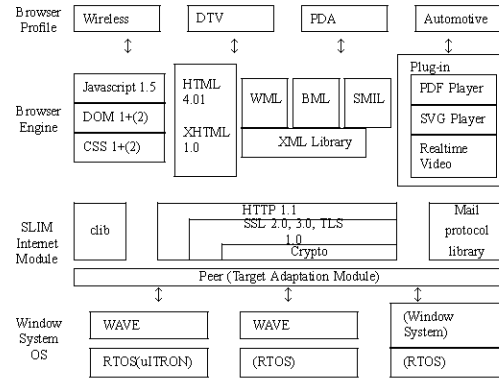 Browser
Profile
Wireless
DTV
PDA
Automotive
Browser
Engine
Javascript 1.5
DOM 1+(2)
CSS 1+(2)
HTML
4.01
XHTML
1.0
WML
BML
SMIL
XML Library
Plug-in
PDF Player
SVG Player
Realtime
Video
SLIM
Internet
Module
clib
HTTP 1.1
SSL 2.0, 3.0, TLS
1.0
Crypto
Mail
protocol
library
Peer (Target Adaptation Module)
Window
System
OS
WAVE
RTOS(uITRON)
WAVE
(RTOS)
(Window
System)
(RTOS)